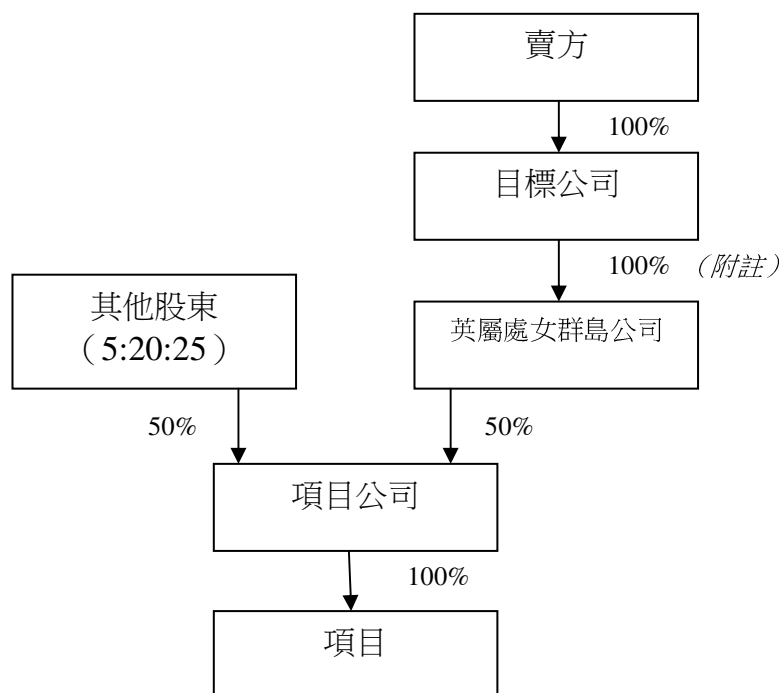 賣方
100%
目標公司
100% （附註）
其他股東
（5:20:25）
英屬處女群島公司
50%
50%
項目公司
100%
項目